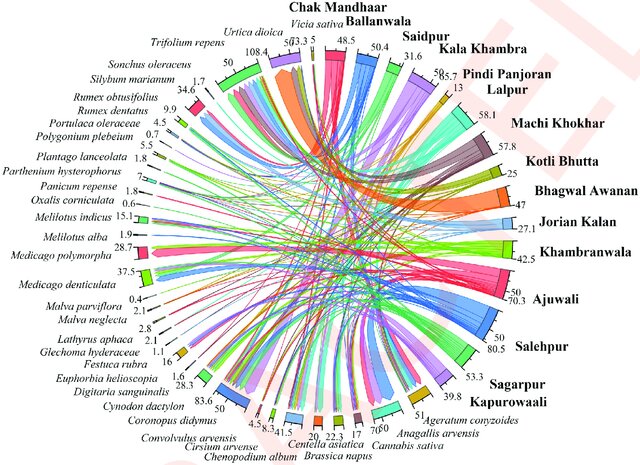 Chak Mandhaar
Ballanwala
Saidpur
Kala Khambra
Pindi Panjoran
Lalpur
Machi Khokhar
Kotli Bhutta
Bhagwal Awanan
Jorian Kalan
Khambranwala
Ajuwali
Salehpur
Sagarpur
Kapurowaali
Ageratum conyzoides
Anagallis arvensis
Cannabis sativa
Brassica napus
Centella asiatica
Chenopodium album
Cirsium arvense
Convolvulus arvensis
Coronopus didymus
Cynodon dactylon
Digitaria sanguinalis
Euphorbia helioscopia
Festuca rubra
Glechoma hyderaceae
Lathyrus aphaca
Malva neglecta
Malva parviflora
Medicago denticulata
Medicago polymorpha
Melilotus alba
Melilotus indicus
Oxalis corniculata
Panicum repense
Parthenium hysterophorus
Plantago lanceolata
Polygonium plebeium
Portulaca oleraceae
Rumex dentatus
Rumex obtusifolius
Silybum marianum
Sonchus oleraceus
Trifolium repens
Urtica dioica
Vicia sativa
48.5
50.4
31.6
50
13
58.1
57.8
25
47
27.1
42.5
50
70.3
50
80.5
53.3
39.8
51
50
70
17
22.3
20
41.5
8.3
4.5
50
83.6
28.3
1.6
16
1.1
2.1
2.8
2.1
0.4
37.5
28.7
1.9
15.1
0.6
1.8
7
1.8
5.5
0.7
4.5
9.9
34.6
1.7
50
108.4
50
73.3
5